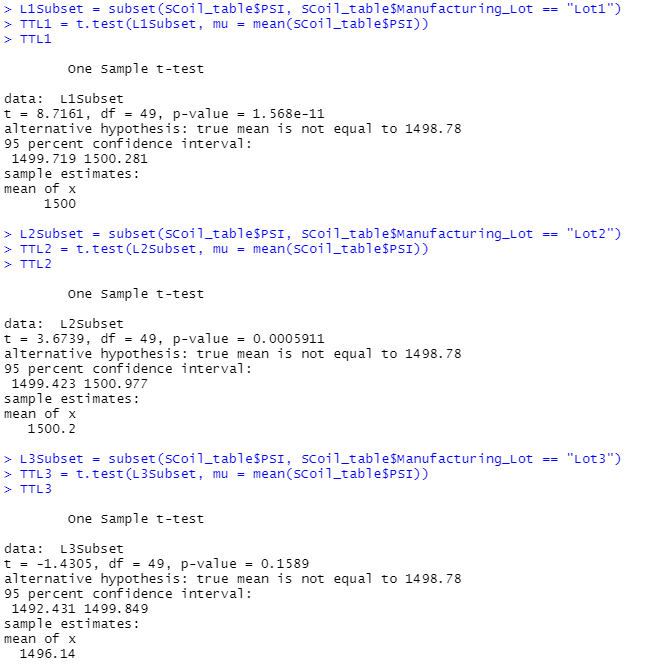 > L1Subset = subset(SCoil_table$PSI, SCoil_table$Manufacturing_Lot == "Lot1")
> TTL1 = t.test(L1Subset, mu = mean(SCoil_table$PSI))
> TTL1
One Sample t-test
data:  L1Subset
t = 8.7161, df = 49, p-value = 1.568e-11
alternative hypothesis: true mean is not equal to 1498.78
95 percent confidence interval:
1499.719 1500.281
sample estimates:
mean of x
1500
> L2Subset = subset(SCoil_table$PSI, SCoil_table$Manufacturing_Lot == "Lot2")
> TTL2 = t.test(L2Subset, mu = mean(SCoil_table$PSI))
> TTL2
One Sample t-test
data:  L2Subset
t = 3.6739, df = 49, p-value = 0.0005911
alternative hypothesis: true mean is not equal to 1498.78
95 percent confidence interval:
1499.423 1500.977
sample estimates:
mean of x
1500.2
> L3Subset = subset(SCoil_table$PSI, SCoil_table$Manufacturing_Lot == "Lot3")
> TTL3 = t.test(L3Subset, mu = mean(SCoil_table$PSI))
> TTL3
One Sample t-test
data:  L3Subset
t = -1.4305, df = 49, p-value = 0.1589
alternative hypothesis: true mean is not equal to 1498.78
95 percent confidence interval:
1492.431 1499.849
sample estimates:
mean of x
1496.14